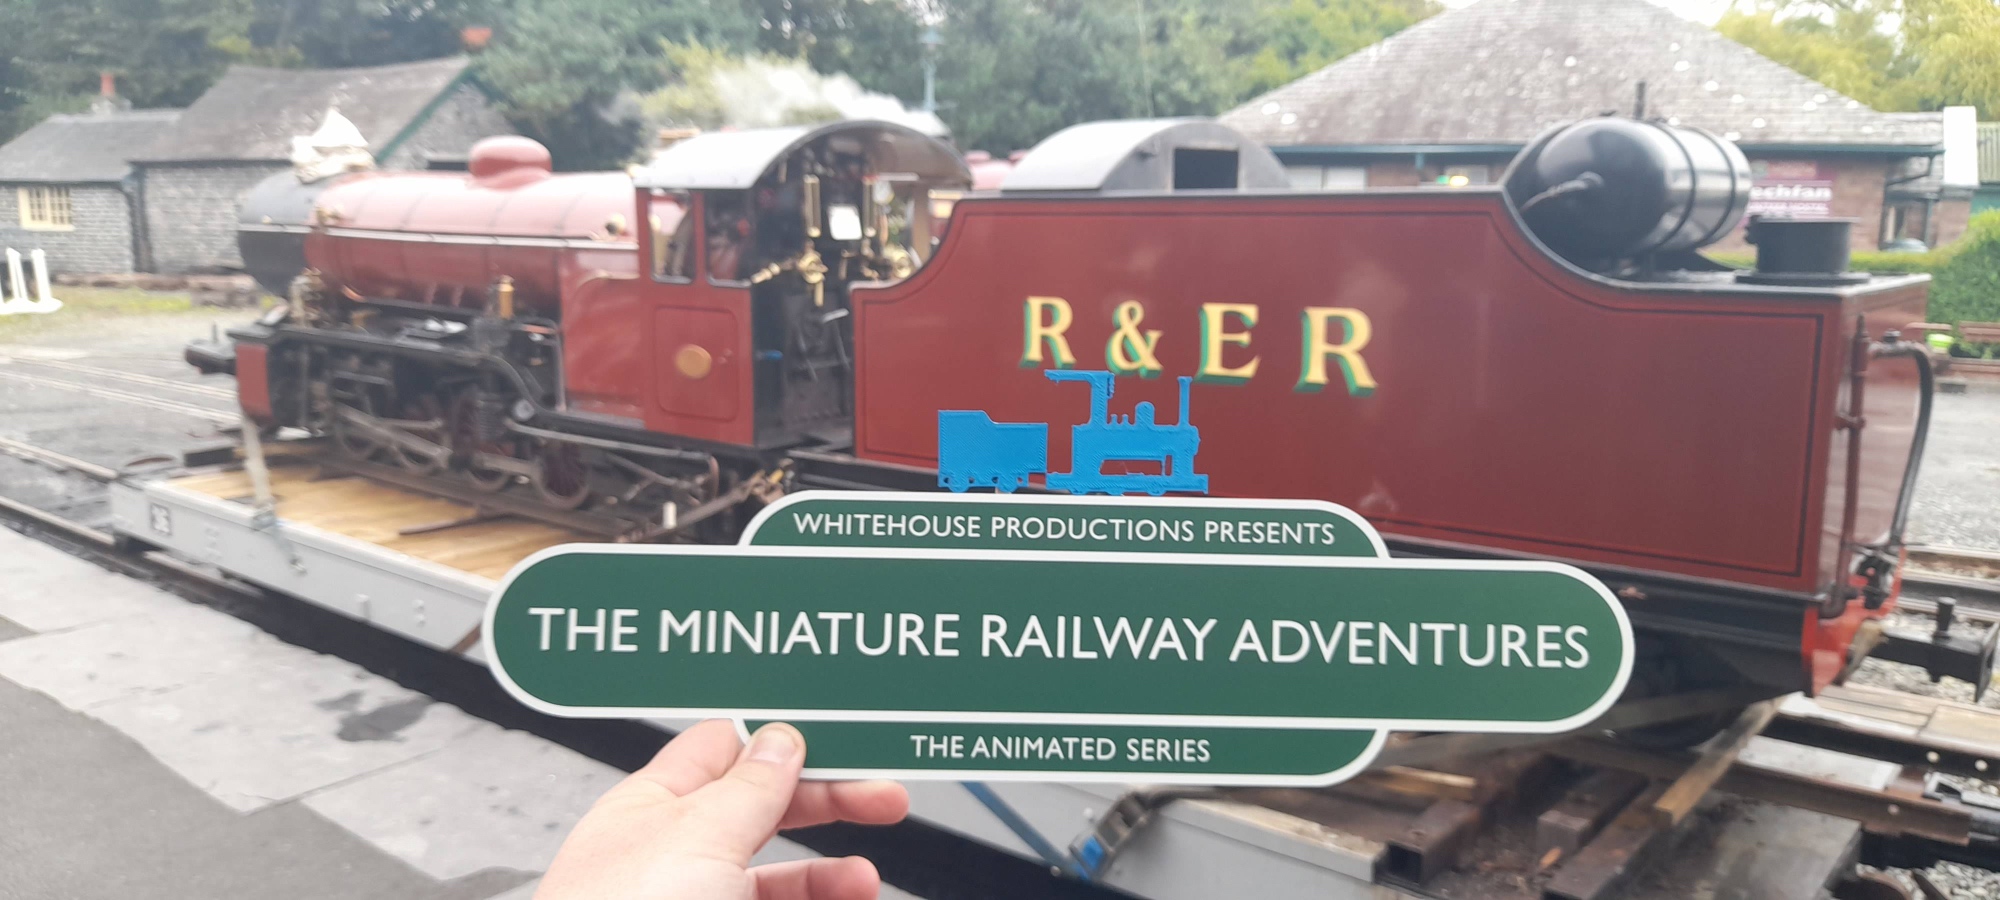 R & E R
WHITEHOUSE PRODUCTIONS PRESENTS
THE MINIATURE RAILWAY ADVENTURES
THE ANIMATED SERIES